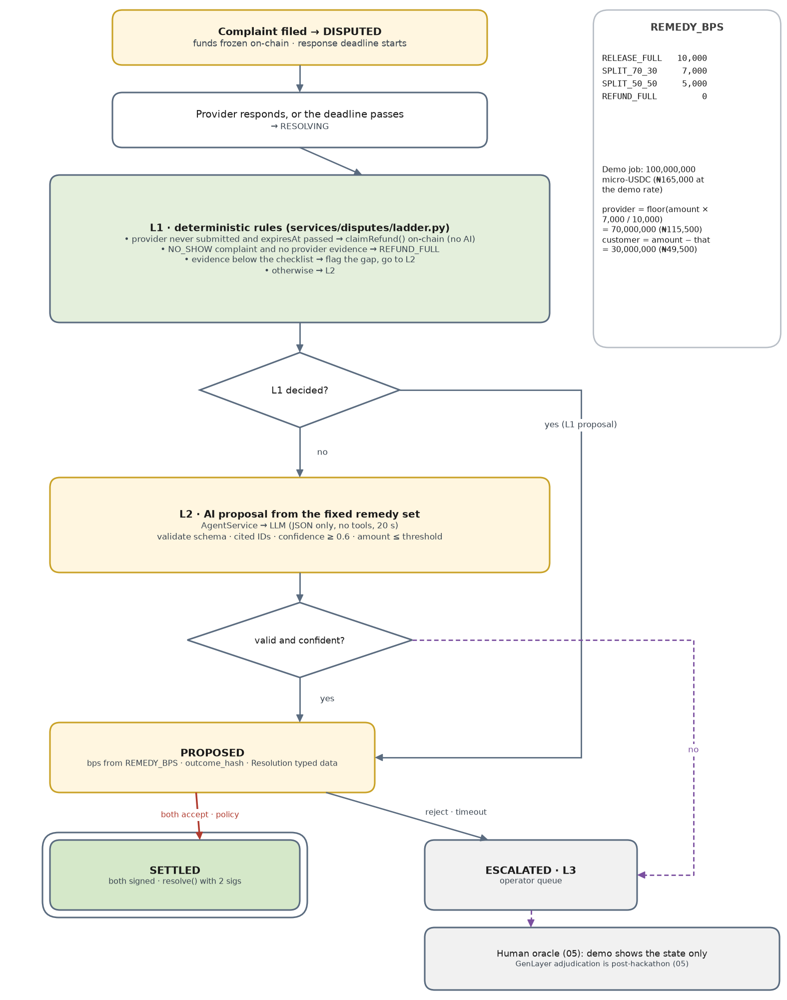 Complaint filed → DISPUTED
funds frozen on-chain · response deadline starts
Provider responds, or the deadline passes
→ RESOLVING
L1 · deterministic rules (services/disputes/ladder.py)
• provider never submitted and expiresAt passed → claimRefund() on-chain (no AI)
• NO_SHOW complaint and no provider evidence → REFUND_FULL
• evidence below the checklist → flag the gap, go to L2
• otherwise → L2
L1 decided?
yes (L1 proposal)
no
L2 · AI proposal from the fixed remedy set
AgentService → LLM (JSON only, no tools, 20 s)
validate schema · cited IDs · confidence ≥ 0.6 · amount ≤ threshold
valid and confident?
yes
no
PROPOSED
bps from REMEDY_BPS · outcome_hash · Resolution typed data
both accept · policy
reject · timeout
SETTLED
both signed · resolve() with 2 sigs
ESCALATED · L3
operator queue
Human oracle (05): demo shows the state only
GenLayer adjudication is post-hackathon (05)
REMEDY_BPS
RELEASE_FULL 10,000
SPLIT_70_30 7,000
SPLIT_50_50 5,000
REFUND_FULL 0
Demo job: 100,000,000
micro-USDC (₦165,000 at
the demo rate)
provider = floor(amount ×
7,000 / 10,000)
= 70,000,000 (₦115,500)
customer = amount − that
= 30,000,000 (₦49,500)